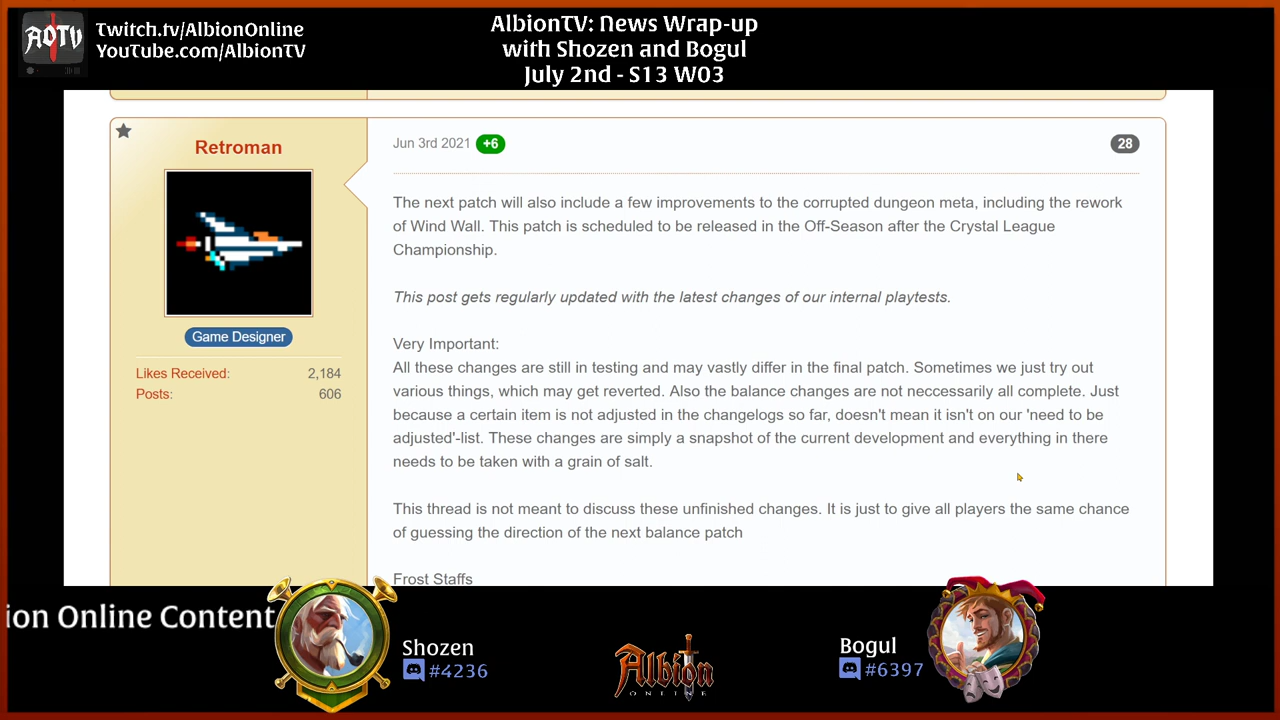 AOTV
Twitch.tv/AlbionOnline
YouTube.com/AlbionTV
AlbionTV: News Wrap-up
with Shozen and Bogul
July 2nd - S13 W03
Retroman
Game Designer
Likes Received: 2,184
Posts: 606
Jun 3rd 2021 +6 28
The next patch will also include a few improvements to the corrupted dungeon meta, including the rework
of Wind Wall. This patch is scheduled to be released in the Off-Season after the Crystal League
Championship.
This post gets regularly updated with the latest changes of our internal playtests.
Very Important:
All these changes are still in testing and may vastly differ in the final patch. Sometimes we just try out
various things, which may get reverted. Also the balance changes are not neccessarily all complete. Just
because a certain item is not adjusted in the changelogs so far, doesn't mean it isn't on our 'need to be
adjusted'-list. These changes are simply a snapshot of the current development and everything in there
needs to be taken with a grain of salt.
This thread is not meant to discuss these unfinished changes. It is just to give all players the same chance
of guessing the direction of the next balance patch
Frost Staffs
ion Online Content
Shozen
#4236
Albion
ONLINE
Bogul
#6397